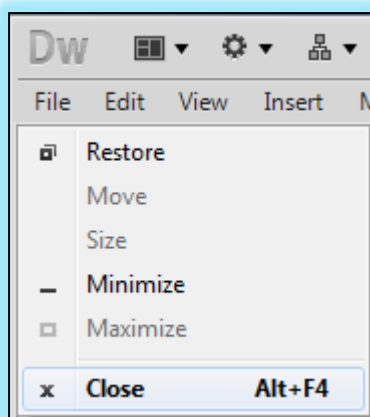 Dw
File Edit View Insert
Restore
Move
Size
Minimize
Maximize
x Close Alt+F4